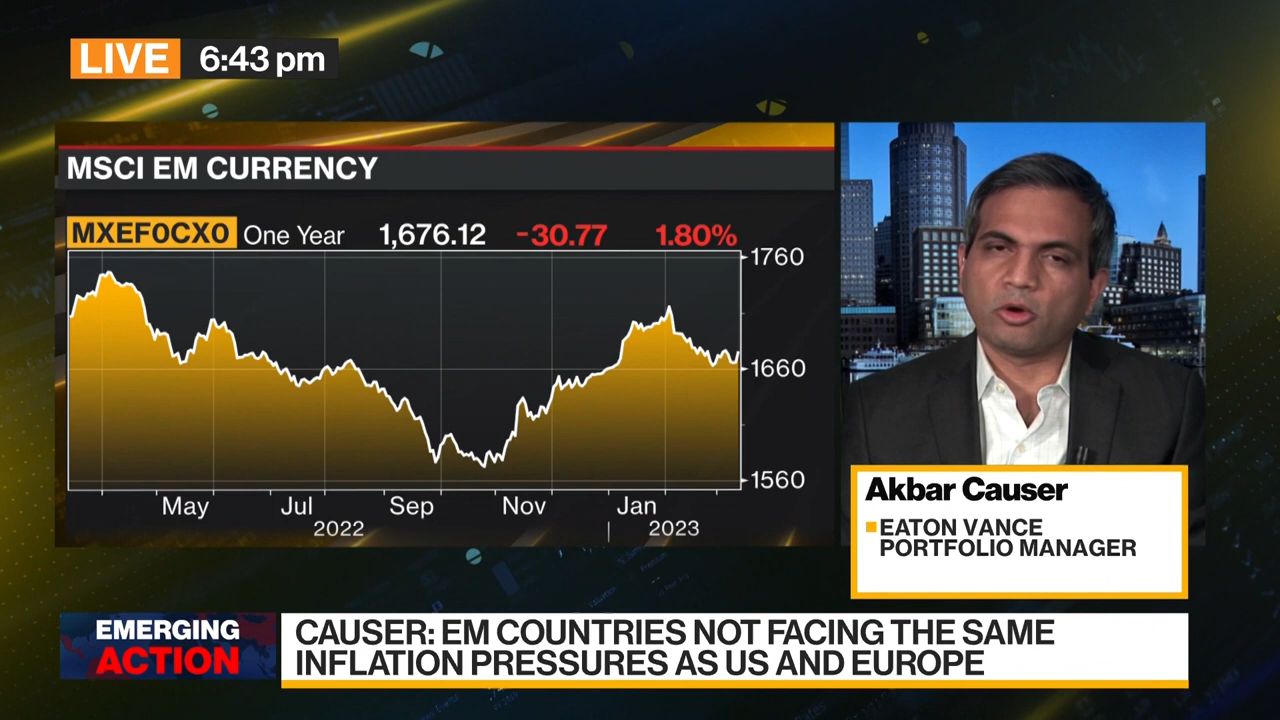 LIVE 6:43 pm
MSCI EM CURRENCY
MXEF0CX0 One Year 1,676.12 -30.77 1.80%
1760
1660
1560
May Jul Sep Nov Jan
2022 2023
Akbar Causer
EATON VANCE
PORTFOLIO MANAGER
EMERGING
ACTION
CAUSER: EM COUNTRIES NOT FACING THE SAME
INFLATION PRESSURES AS US AND EUROPE